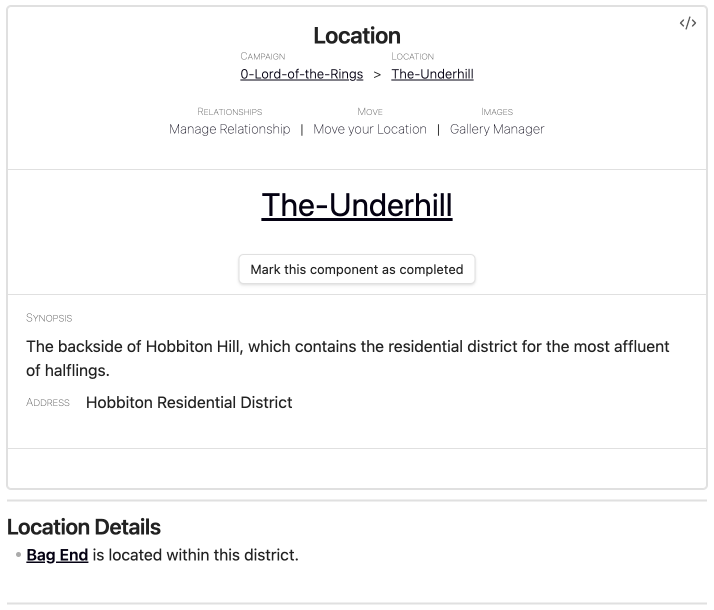 </>
Location
CAMPAIGN LOCATION
0-Lord-of-the-Rings > The-Underhill
RELATIONSHIPS MOVE IMAGES
Manage Relationship | Move your Location | Gallery Manager
The-Underhill
Mark this component as completed
SYNOPSIS
The backside of Hobbiton Hill, which contains the residential district for the most affluent
of halflings.
ADDRESS Hobbiton Residential District
Location Details
• Bag End is located within this district.